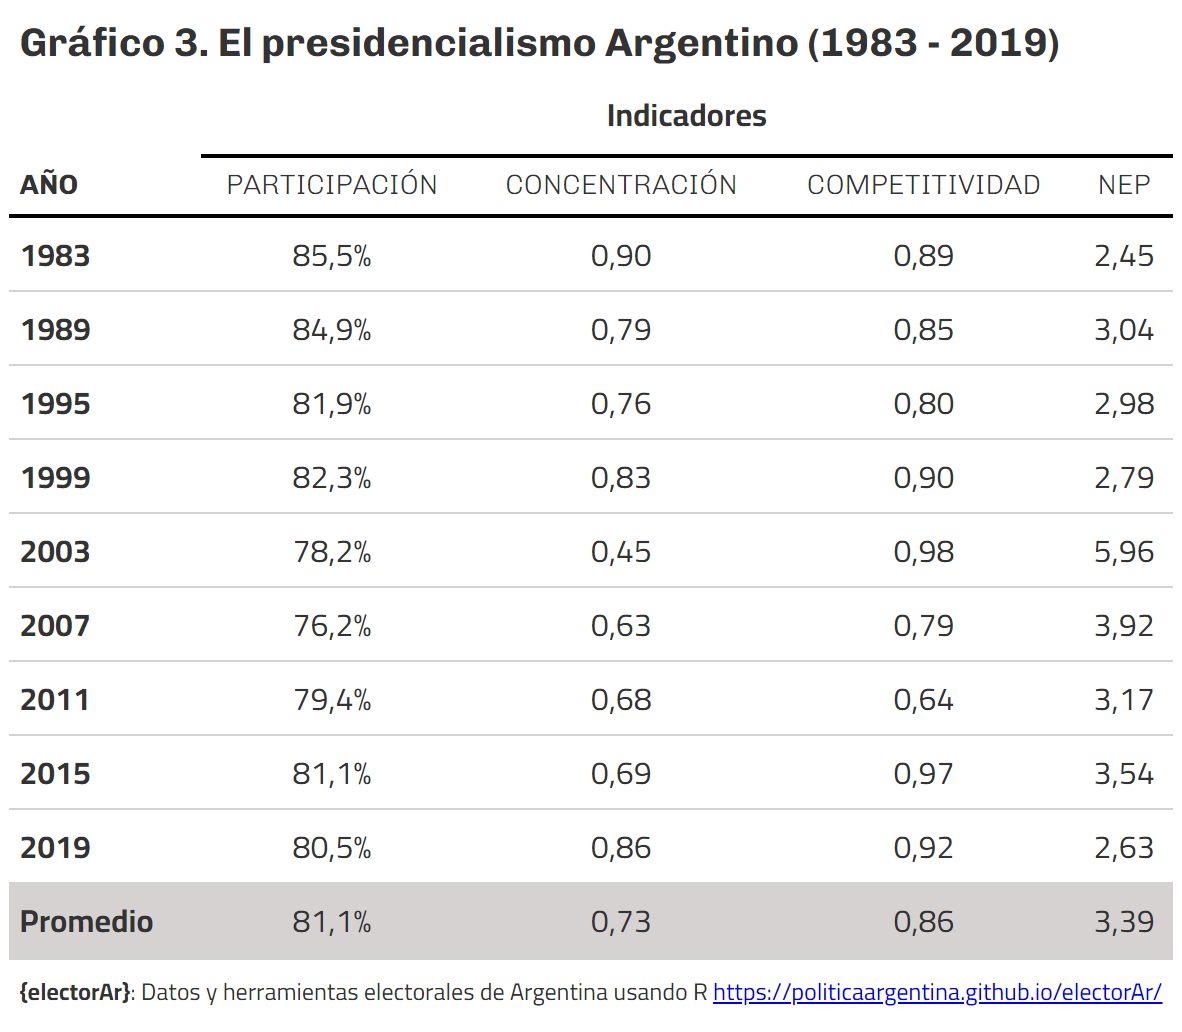 Gráfico 3. El presidencialismo Argentino (1983 - 2019)
Indicadores
AÑO PARTICIPACIÓN CONCENTRACIÓN COMPETITIVIDAD NEP
1983 85,5% 0,90 0,89 2,45
1989 84,9% 0,79 0,85 3,04
1995 81,9% 0,76 0,80 2,98
1999 82,3% 0,83 0,90 2,79
2003 78,2% 0,45 0,98 5,96
2007 76,2% 0,63 0,79 3,92
2011 79,4% 0,68 0,64 3,17
2015 81,1% 0,69 0,97 3,54
2019 80,5% 0,86 0,92 2,63
Promedio 81,1% 0,73 0,86 3,39
{electorAr}: Datos y herramientas electorales de Argentina usando R https://politicaargentina.github.io/electorAr/